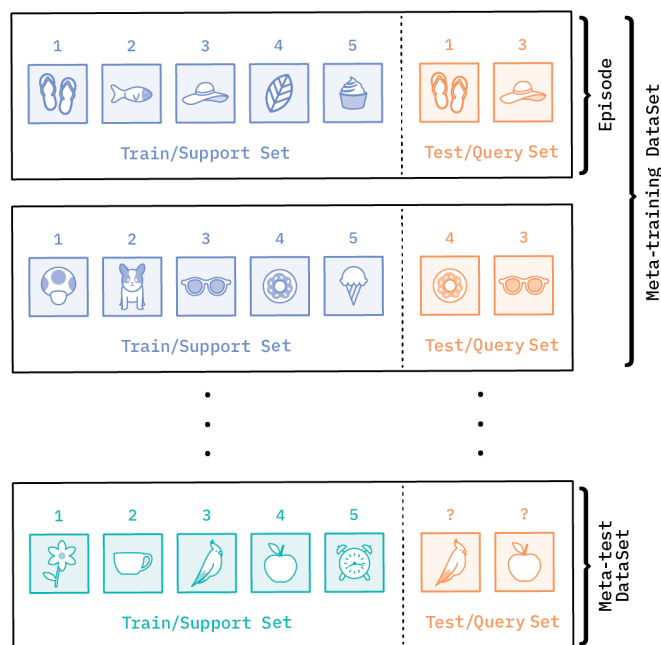 1 2 3 4 5 1 3
Train/Support Set Test/Query Set
Episode
Meta-training DataSet
1 2 3 4 5 4 3
Train/Support Set Test/Query Set
1 2 3 4 5 ? ?
Train/Support Set Test/Query Set
Meta-test
DataSet